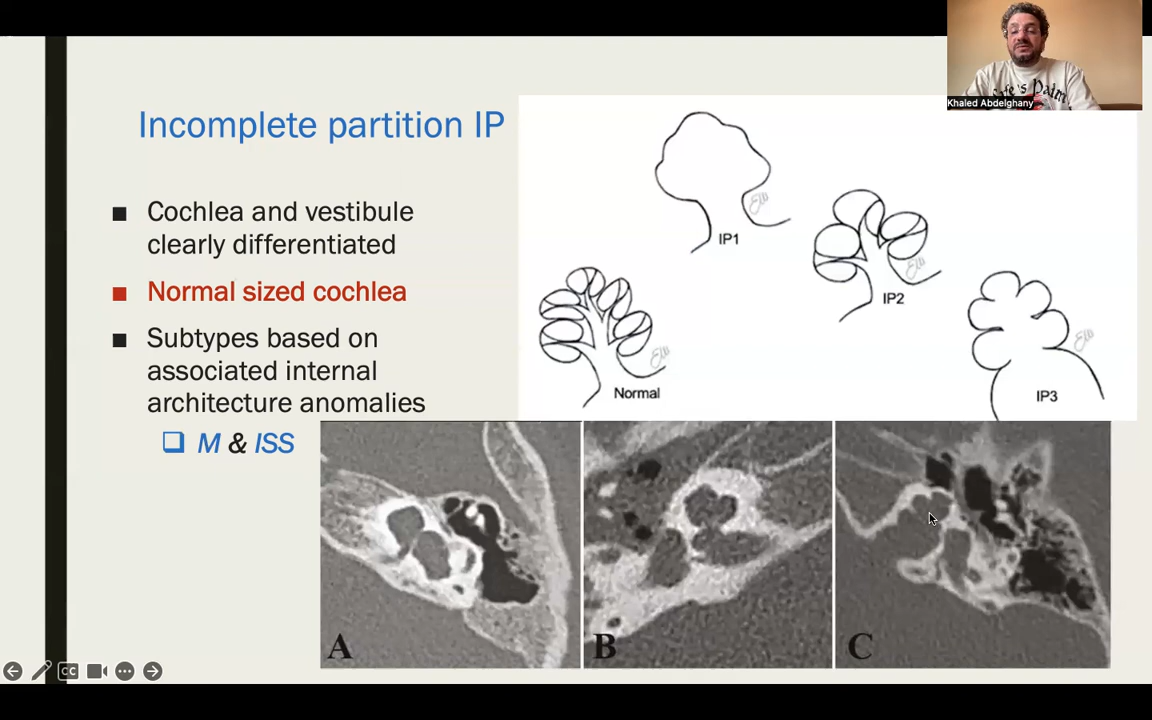 Khaled Abdelghany
Incomplete partition IP
■ Cochlea and vestibule
clearly differentiated
■ Normal sized cochlea
■ Subtypes based on
associated internal
architecture anomalies
❑ M & ISS
IP1
IP2
Normal
IP3
A
B
C
CC